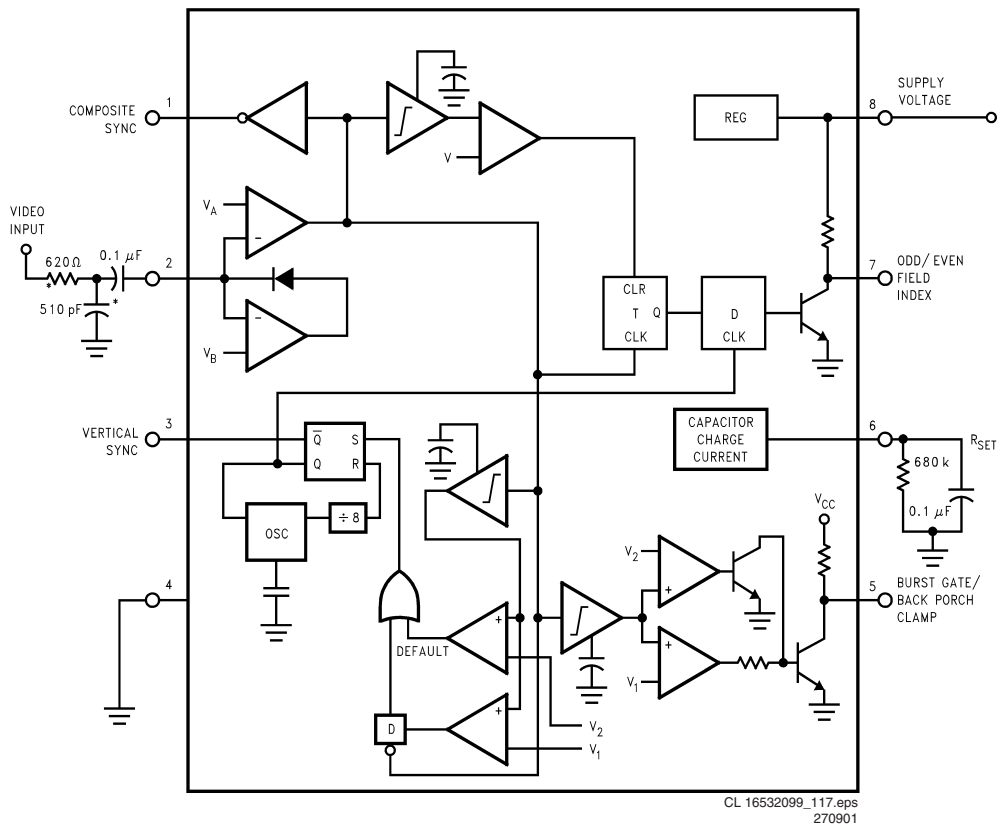 COMPOSITE
SYNC
1
V
REG
8
SUPPLY
VOLTAGE
VIDEO
INPUT
620Ω
*
0.1 μF
*
510 pF
2
V_A
−
−
V_B
CLR
T Q
CLK
D
CLK
7
ODD/EVEN
FIELD
INDEX
VERTICAL
SYNC
3
Q̅ S
Q R
OSC
÷8
CAPACITOR
CHARGE
CURRENT
6
R_SET
680 k
0.1 μF
V_CC
4
DEFAULT
+
+
D
V_2
V_1
V_2
+
+
V_1
5
BURST GATE/
BACK PORCH
CLAMP
CL 16532099_117.eps
270901